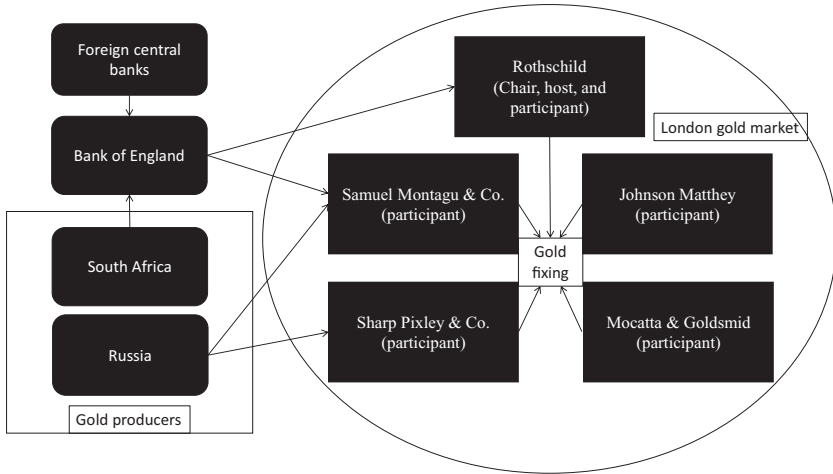 Foreign central
banks
Bank of England
South Africa
Russia
Gold producers
Rothschild
(Chair, host, and
participant)
London gold market
Samuel Montagu & Co.
(participant)
Johnson Matthey
(participant)
Gold
fixing
Sharp Pixley & Co.
(participant)
Mocatta & Goldsmid
(participant)